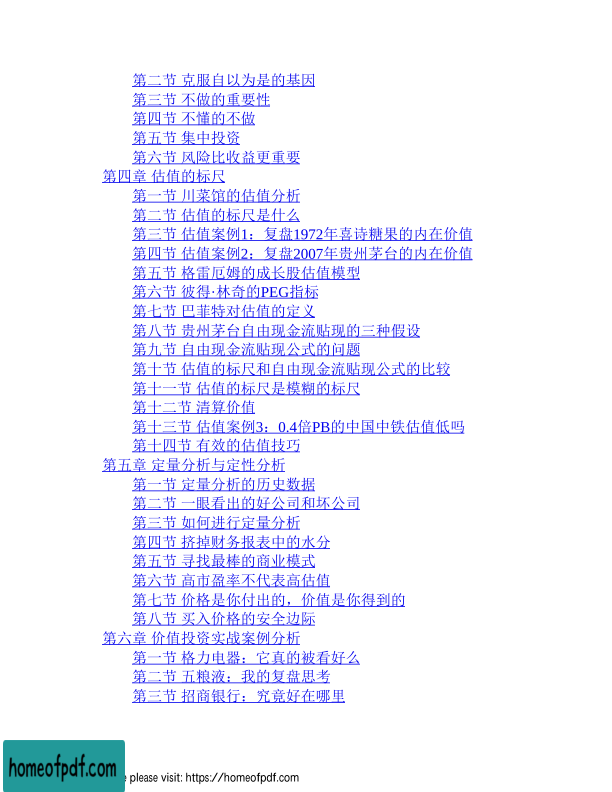 第二节 克服自以为是的基因
第三节 不做的重要性
第四节 不懂的不做
第五节 集中投资
第六节 风险比收益更重要
第四章 估值的标尺
第一节 川菜馆的估值分析
第二节 估值的标尺是什么
第三节 估值案例1：复盘1972年喜诗糖果的内在价值
第四节 估值案例2：复盘2007年贵州茅台的内在价值
第五节 格雷厄姆的成长股估值模型
第六节 彼得·林奇的PEG指标
第七节 巴菲特对估值的定义
第八节 贵州茅台自由现金流贴现的三种假设
第九节 自由现金流贴现公式的问题
第十节 估值的标尺和自由现金流贴现公式的比较
第十一节 估值的标尺是模糊的标尺
第十二节 清算价值
第十三节 估值案例3：0.4倍PB的中国中铁估值低吗
第十四节 有效的估值技巧
第五章 定量分析与定性分析
第一节 定量分析的历史数据
第二节 一眼看出的好公司和坏公司
第三节 如何进行定量分析
第四节 挤掉财务报表中的水分
第五节 寻找最棒的商业模式
第六节 高市盈率不代表高估值
第七节 价格是你付出的，价值是你得到的
第八节 买入价格的安全边际
第六章 价值投资实战案例分析
第一节 格力电器：它真的被看好么
第二节 五粮液：我的复盘思考
第三节 招商银行：究竟好在哪里
homeofpdf.com
please visit: https://homeofpdf.com